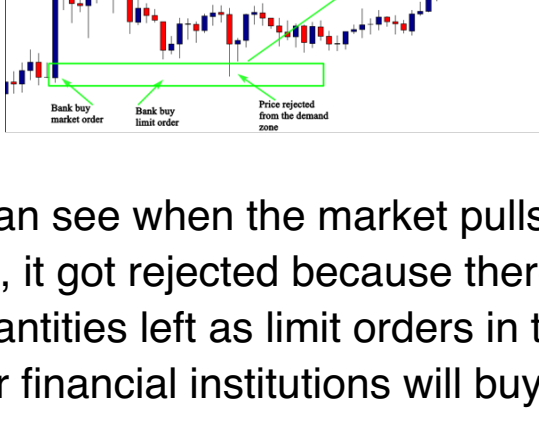 Bank buy
market order
Bank buy
limit order
Price rejected
from the demand
zone
an see when the market pulls
, it got rejected because ther
antities left as limit orders in t
r financial institutions will buy